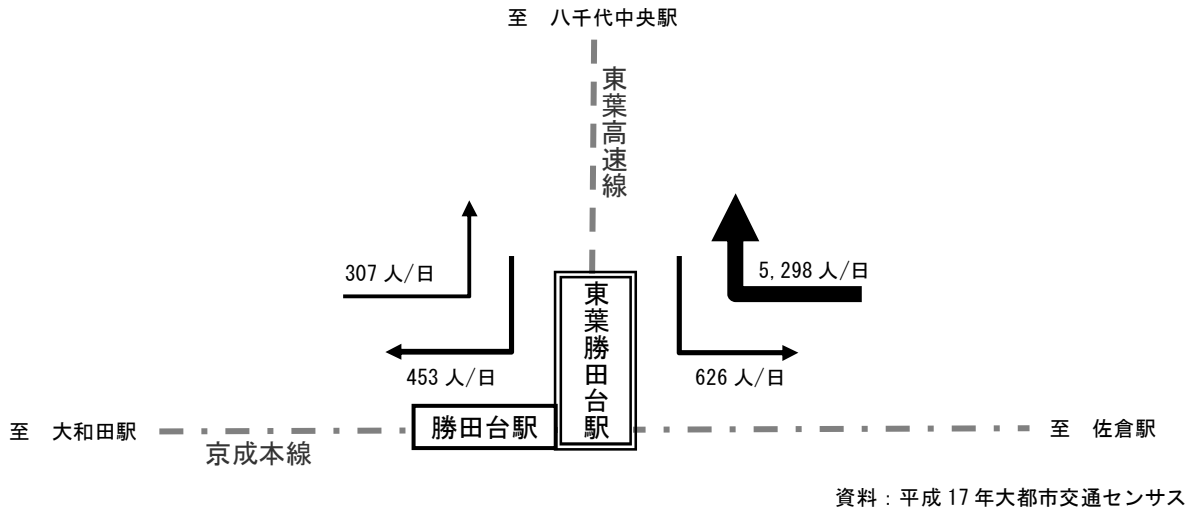 至　八千代中央駅
東葉高速線
307 人/日
5,298 人/日
東葉勝田台駅
453 人/日
626 人/日
至　大和田駅
勝田台駅
至　佐倉駅
京成本線
資料：平成 17 年大都市交通センサス